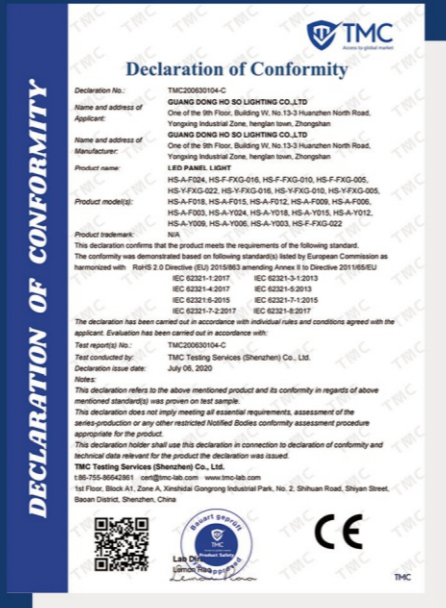 TMC
Access to global market
Declaration of Conformity
Declaration No.: TMC200630104-C
Name and address of Applicant: GUANG DONG HO SO LIGHTING CO.,LTD
One of the 9th Floor, Building W, No.13-3 Huanzhen North Road,
Yongxing Industrial Zone, henglan town, Zhongshan
Name and address of Manufacturer: GUANG DONG HO SO LIGHTING CO.,LTD
One of the 9th Floor, Building W, No.13-3 Huanzhen North Road,
Yongxing Industrial Zone, henglan town, Zhongshan
Product name: LED PANEL LIGHT
Product model(s): HS-A-F024, HS-F-FXG-016, HS-F-FXG-010, HS-F-FXG-005,
HS-Y-FXG-022, HS-Y-FXG-016, HS-Y-FXG-010, HS-Y-FXG-005,
HS-A-F018, HS-A-F015, HS-A-F012, HS-A-F009, HS-A-F006,
HS-A-F003, HS-A-Y024, HS-A-Y018, HS-A-Y015, HS-A-Y012,
HS-A-Y009, HS-A-Y006, HS-A-Y003, HS-F-FXG-022
Product trademark: N/A
This declaration confirms that the product meets the requirements of the following standard.
The conformity was demonstrated based on following standard(s) listed by European Commission as
harmonized with RoHS 2.0 Directive (EU) 2015/863 amending Annex II to Directive 2011/65/EU
IEC 62321-1:2017 IEC 62321-3-1:2013
IEC 62321-4:2017 IEC 62321-5:2013
IEC 62321:6-2015 IEC 62321-7-1:2015
IEC 62321-7-2:2017 IEC 62321-8:2017
The declaration has been carried out in accordance with individual rules and conditions agreed with the
applicant. Evaluation has been carried out in accordance with:
Test report(s) No.: TMC200630104-C
Test conducted by: TMC Testing Services (Shenzhen) Co., Ltd.
Declaration issue date: July 06, 2020
Notes:
This declaration refers to the above mentioned product and its conformity in regards of above
mentioned standard(s) was proven on test sample.
This declaration does not imply meeting all essential requirements, assessment of the
series-production or any other restricted Notified Bodies conformity assessment procedure
appropriate for the product.
This declaration holder shall use this declaration in connection to declaration of conformity and
technical data relevant for the product the declaration was issued.
TMC Testing Services (Shenzhen) Co., Ltd.
t:86-755-86642861 cert@tmc-lab.com www.tmc-lab.com
1st Floor, Block A1, Zone A, Xinshidai Gongrong Industrial Park, No. 2, Shihuan Road, Shiyan Street,
Baoan District, Shenzhen, China
Bauart geprüft
TMC
Product Safety
CE
TMC
DECLARATION OF CONFORMITY